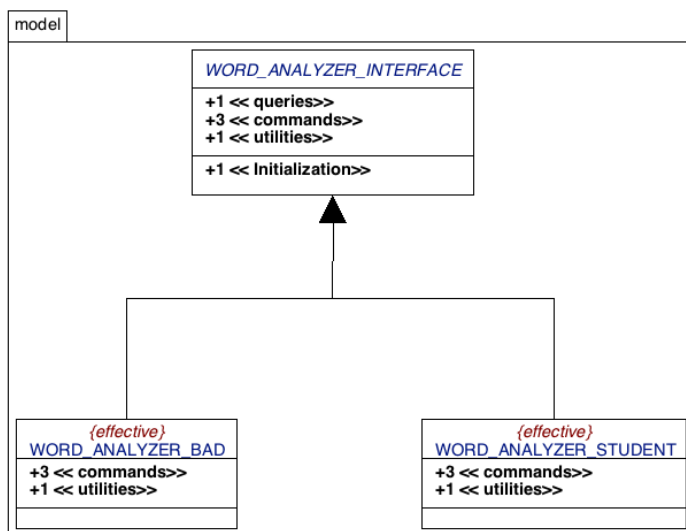 model
WORD_ANALYZER_INTERFACE
+1 << queries>>
+3 << commands>>
+1 << utilities>>
+1 << Initialization>>
{effective}
WORD_ANALYZER_BAD
+3 << commands>>
+1 << utilities>>
{effective}
WORD_ANALYZER_STUDENT
+3 << commands>>
+1 << utilities>>